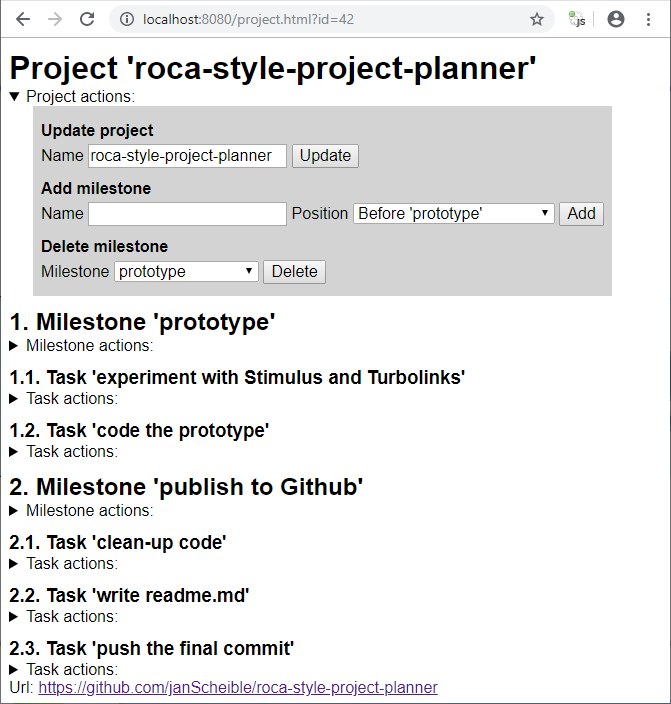 localhost:8080/project.html?id=42
JS
Project 'roca-style-project-planner'
Project actions:
Update project
Name roca-style-project-planner Update
Add milestone
Name Position Before 'prototype' Add
Delete milestone
Milestone prototype Delete
1. Milestone 'prototype'
Milestone actions:
1.1. Task 'experiment with Stimulus and Turbolinks'
Task actions:
1.2. Task 'code the prototype'
Task actions:
2. Milestone 'publish to Github'
Milestone actions:
2.1. Task 'clean-up code'
Task actions:
2.2. Task 'write readme.md'
Task actions:
2.3. Task 'push the final commit'
Task actions:
Url: https://github.com/janScheible/roca-style-project-planner